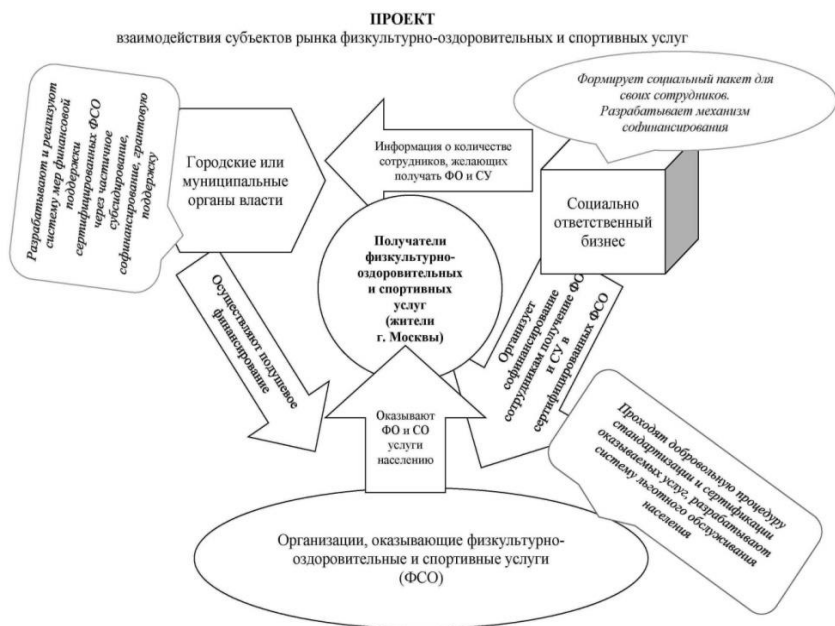 ПРОЕКТ
взаимодействия субъектов рынка физкультурно-оздоровительных и спортивных услуг
Разрабатывают и реализуют
систему мер финансовой
поддержки
сертифицированных ФСО
через частичное
субсидирование,
софинансирование, грантовую
поддержку
Городские или
муниципальные
органы власти
Информация о количестве
сотрудников, желающих
получать ФО и СУ
Формирует социальный пакет для
своих сотрудников.
Разрабатывает механизм
софинансирования
Социально
ответственный
бизнес
Получатели
физкультурно-
оздоровительных
и спортивных
услуг
(жители
г. Москвы)
Осуществляют подушевое
финансирование
Организует
софинансирование
сотрудникам получение ФО
и СУ в
сертифицированных ФСО
Оказывают
ФО и СО
услуги
населению
Проходят добровольную процедуру
стандартизации и сертификации
оказываемых услуг, разрабатывают
систему льготного обслуживания
населения
Организации, оказывающие физкультурно-
оздоровительные и спортивные услуги
(ФСО)